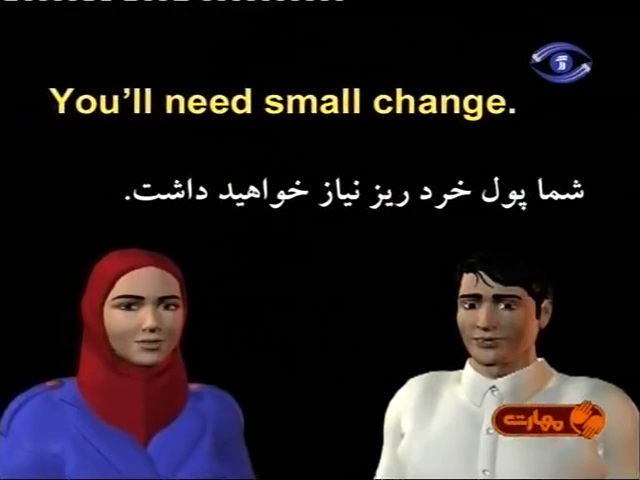 You'll need small change.
شما پول خرد ریز نیاز خواهید داشت.
مهارت